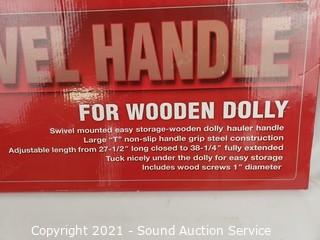 VEL HANDLE
FOR WOODEN DOLLY
Swivel mounted easy storage-wooden dolly hauler handle
Large "T" non-slip handle grip steel construction
Adjustable length from 27-1/2" long closed to 38-1/4" fully extended
Tuck nicely under the dolly for easy storage
Includes wood screws 1" diameter
Copyright 2021 - Sound Auction Service